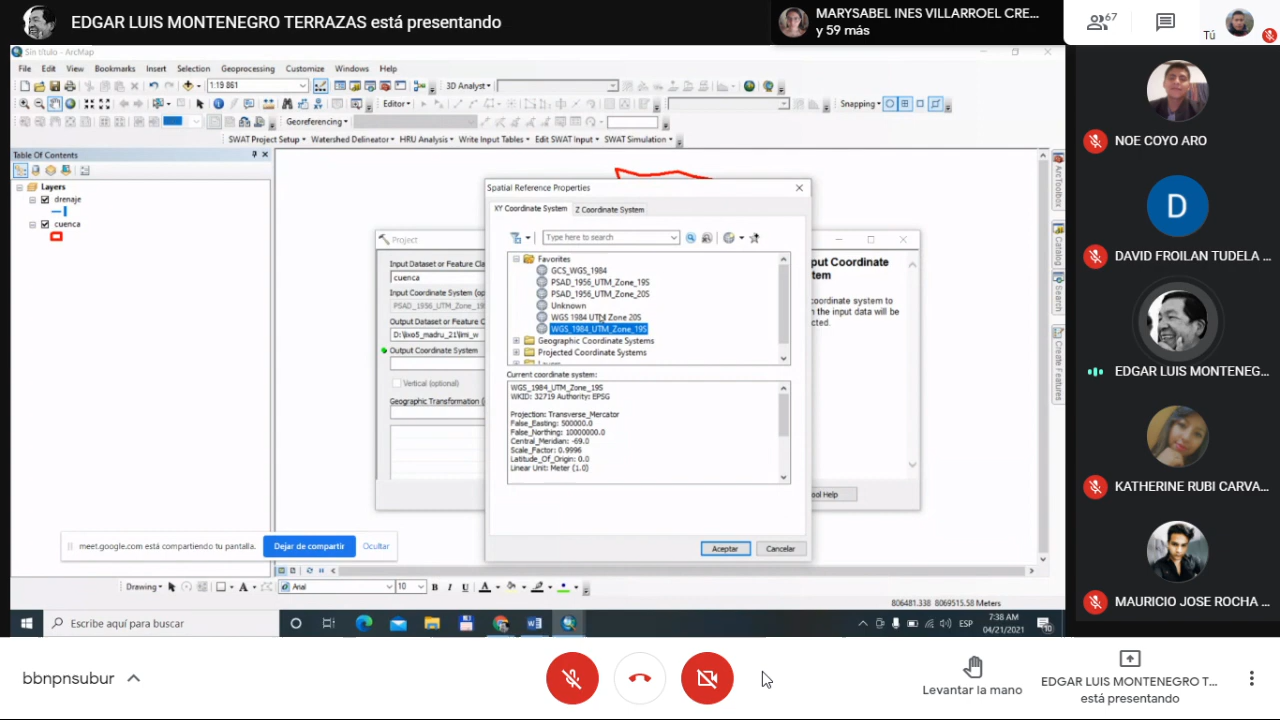 EDGAR LUIS MONTENEGRO TERRAZAS está presentando
MARYSABEL INES VILLARROEL CRE...
y 59 más
67
Tú
Sin título - ArcMap
File Edit View Bookmarks Insert Selection Geoprocessing Customize Windows Help
1:19 861
3D Analyst
Editor
Snapping
Georeferencing
SWAT Project Setup Watershed Delineator HRU Analysis Write Input Tables Edit SWAT Input SWAT Simulation
Table Of Contents
Layers
drenaje
cuenca
ArcToolbox
Catalog
Search
Create Features
Project
Input Dataset or Feature Cla
cuenca
Input Coordinate System (op
PSAD_1956_UTM_Zone_19
Output Dataset or Feature C
Output Coordinate System
Vertical (optional)
Geographic Transformation (
Spatial Reference Properties
XY Coordinate System Z Coordinate System
Type here to search
Favorites
GCS_WGS_1984
PSAD_1956_UTM_Zone_19S
PSAD_1956_UTM_Zone_20S
Unknown
WGS 1984 UTM Zone 20S
WGS_1984_UTM_Zone_19S
Geographic Coordinate Systems
Projected Coordinate Systems
Current coordinate system:
WGS_1984_UTM_Zone_19S
WKID: 32719 Authority: EPSG
Projection: Transverse_Mercator
False_Easting: 500000.0
False_Northing: 10000000.0
Central_Meridian: -69.0
Scale_Factor: 0.9996
Latitude_Of_Origin: 0.0
Linear Unit: Meter (1.0)
Aceptar Cancelar
put Coordinate
tem
coordinate system to
n the input data will be
cted.
ool Help
meet.google.com está compartiendo tu pantalla. Dejar de compartir Ocultar
Drawing A Arial 10 B I U A
806481.338 8069515.58 Meters
Escribe aquí para buscar
ESP
7:38 AM
04/21/2021
10
NOE COYO ARO
D
DAVID FROILAN TUDELA ...
EDGAR LUIS MONTENEG...
KATHERINE RUBI CARVA...
MAURICIO JOSE ROCHA ...
bbnpnsubur
Levantar la mano
EDGAR LUIS MONTENEGRO T...
está presentando